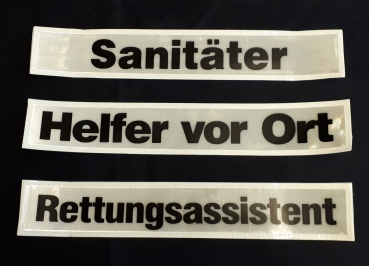 Sanitäter
Helfer vor Ort
Rettungsassistent